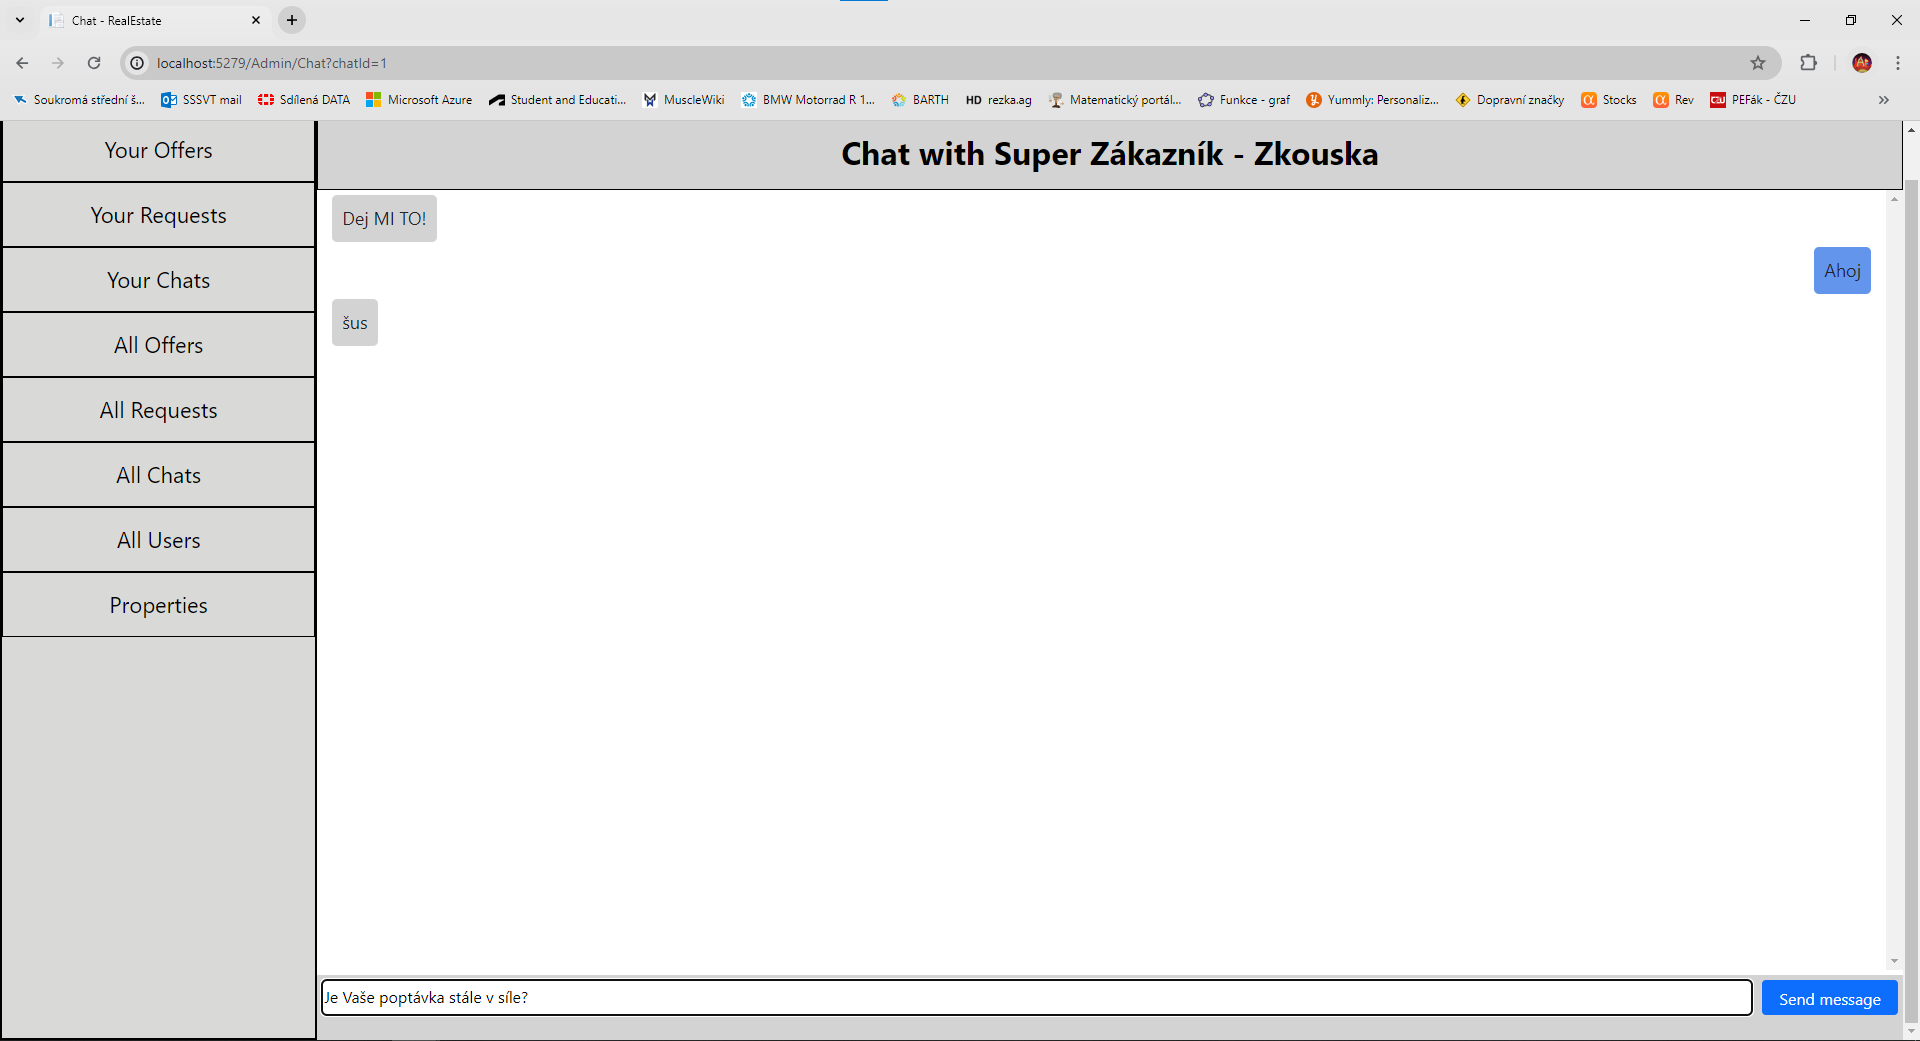 Chat - RealEstate
localhost:5279/Admin/Chat?chatId=1
Soukromá střední š...
SSSVT mail
Sdílená DATA
Microsoft Azure
Student and Educati...
MuscleWiki
BMW Motorrad R 1...
BARTH
HD rezka.ag
Matematický portál...
Funkce - graf
Yummly: Personaliz...
Dopravní značky
Stocks
Rev
PEFák - ČZU
Your Offers
Your Requests
Your Chats
All Offers
All Requests
All Chats
All Users
Properties
Chat with Super Zákazník - Zkouska
Dej MI TO!
Ahoj
šus
Je Vaše poptávka stále v síle?
Send message